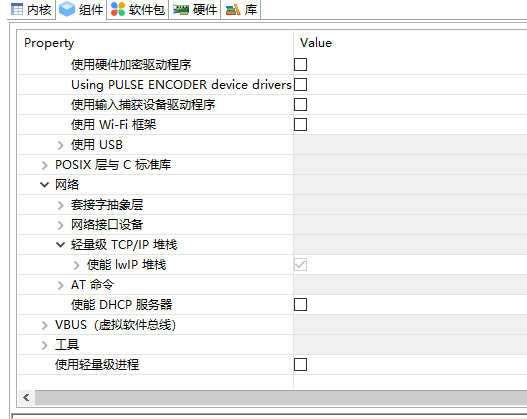 内核 组件 软件包 硬件 库
Property Value
使用硬件加密驱动程序
Using PULSE ENCODER device drivers
使用输入捕获设备驱动程序
使用 Wi-Fi 框架
使用 USB
POSIX 层与 C 标准库
网络
套接字抽象层
网络接口设备
轻量级 TCP/IP 堆栈
使能 lwIP 堆栈
AT 命令
使能 DHCP 服务器
VBUS（虚拟软件总线）
工具
使用轻量级进程